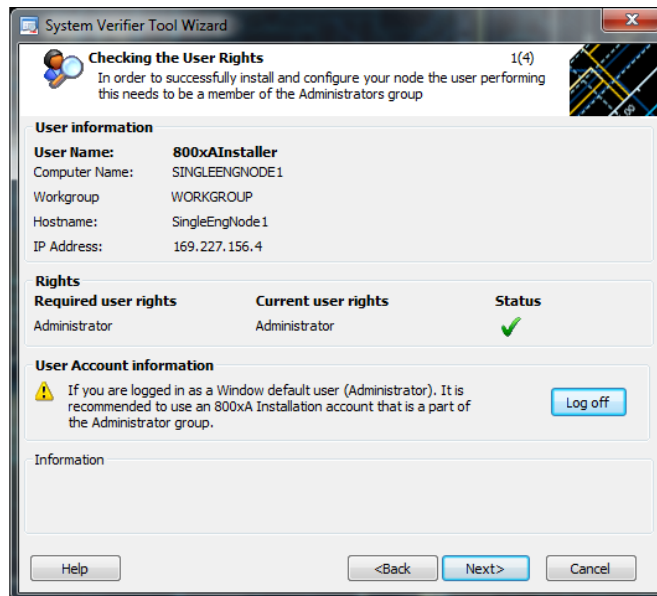 System Verifier Tool Wizard
Checking the User Rights 1(4)
In order to successfully install and configure your node the user performing
this needs to be a member of the Administrators group
User information
User Name: 800xAInstaller
Computer Name: SINGLEENGNODE1
Workgroup WORKGROUP
Hostname: SingleEngNode1
IP Address: 169.227.156.4
Rights
Required user rights Current user rights Status
Administrator Administrator
User Account information
If you are logged in as a Window default user (Administrator). It is
recommended to use an 800xA Installation account that is a part of
the Administrator group.
Log off
Information
Help <Back Next> Cancel